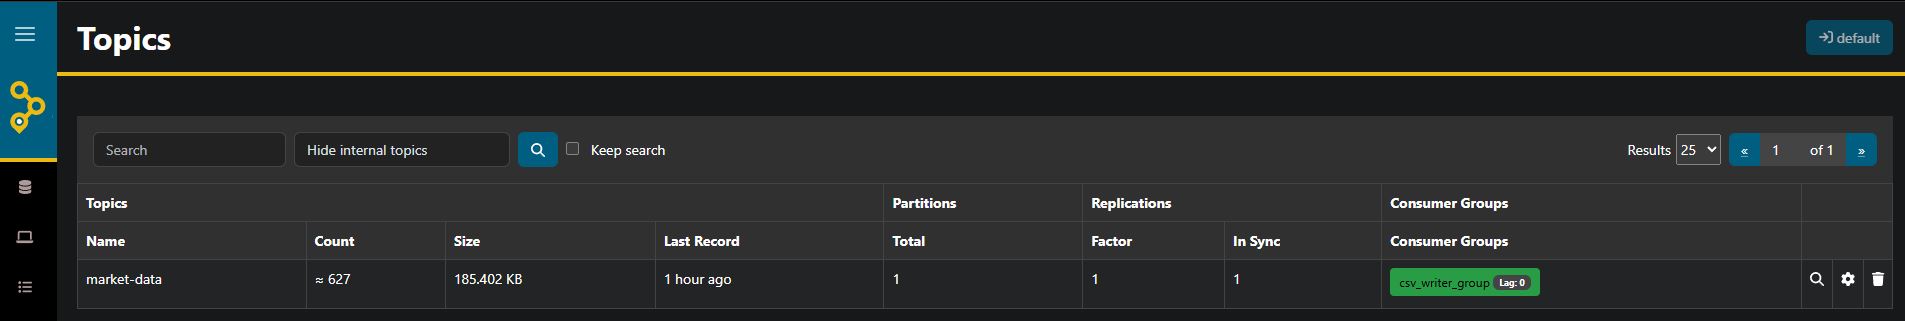 Topics
default
Search
Hide internal topics
Keep search
Results 25 « 1 of 1 »
Topics Partitions Replications Consumer Groups
Name Count Size Last Record Total Factor In Sync Consumer Groups
market-data ≈ 627 185.402 KB 1 hour ago 1 1 1 csv_writer_group Lag: 0